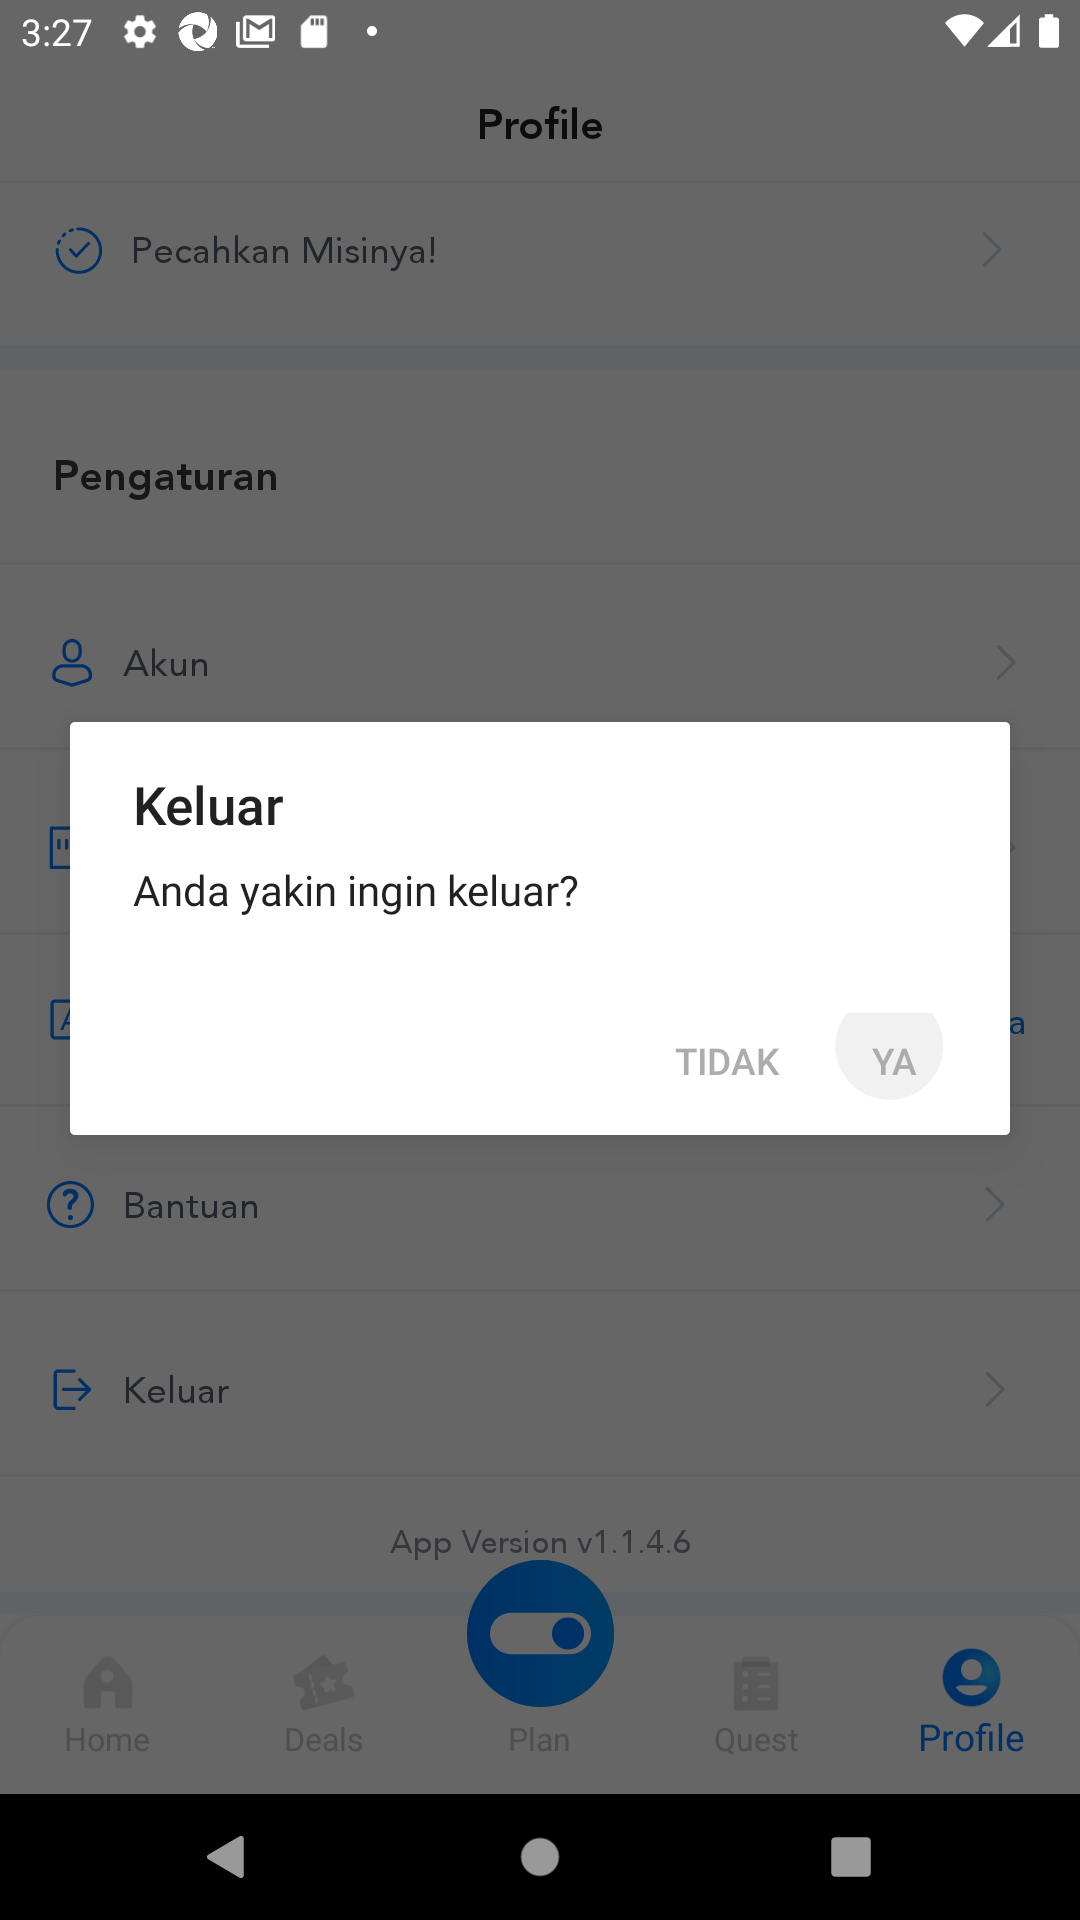 3:27
Profile
Pecahkan Misinya!
Pengaturan
Akun
Keluar
Anda yakin ingin keluar?
a
TIDAK
YA
Bantuan
Keluar
App Version v1.1.4.6
Home
Deals
Plan
Quest
Profile